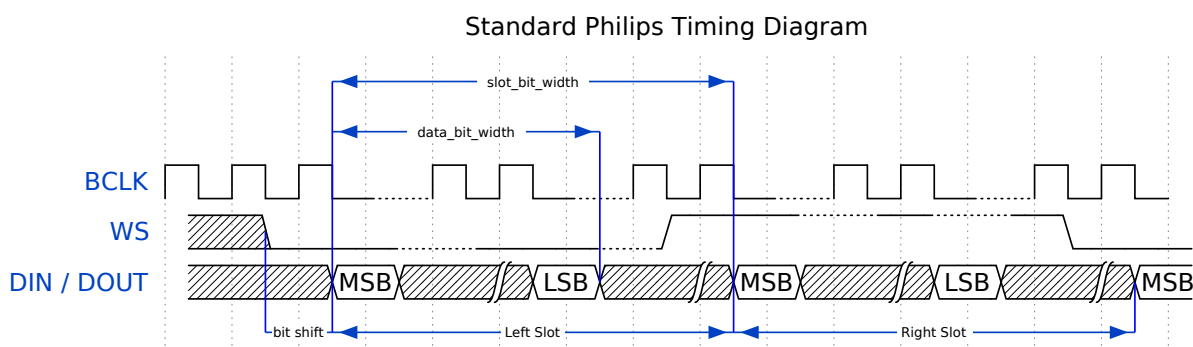 Standard Philips Timing Diagram
slot_bit_width
data_bit_width
BCLK
WS
DIN / DOUT
MSB
LSB
MSB
LSB
MSB
bit shift
Left Slot
Right Slot